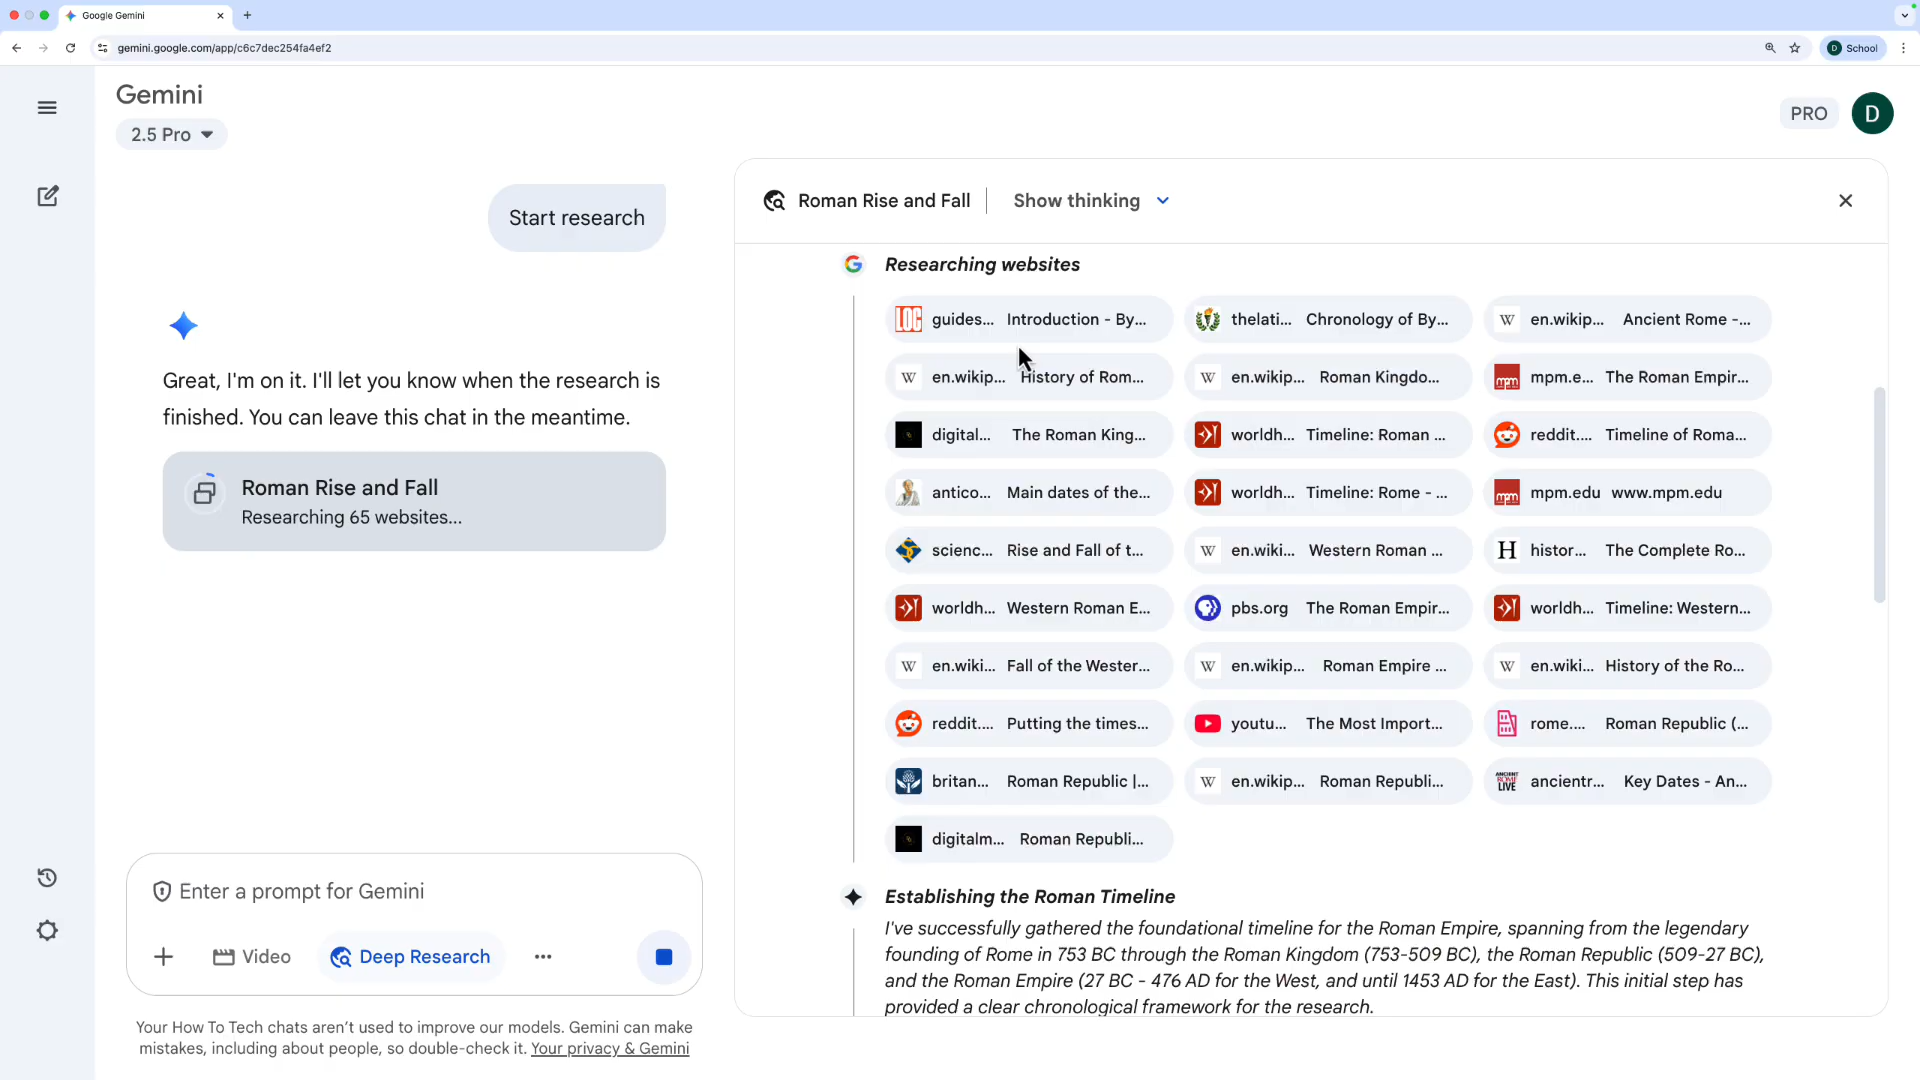 Google Gemini
gemini.google.com/app/c6c7dec254fa4ef2
School
D
Gemini
2.5 Pro
PRO
D
Start research
Great, I'm on it. I'll let you know when the research is
finished. You can leave this chat in the meantime.
Roman Rise and Fall
Researching 65 websites...
Enter a prompt for Gemini
Video
Deep Research
Your How To Tech chats aren't used to improve our models. Gemini can make
mistakes, including about people, so double-check it. Your privacy & Gemini
Roman Rise and Fall
Show thinking
Researching websites
LOC guides... Introduction - By...
thelati... Chronology of By...
W en.wikip... Ancient Rome -...
W en.wikip... History of Rom...
W en.wikip... Roman Kingdo...
mpm mpm.e... The Roman Empir...
digital... The Roman King...
worldh... Timeline: Roman ...
reddit.... Timeline of Roma...
antico... Main dates of the...
worldh... Timeline: Rome - ...
mpm mpm.edu www.mpm.edu
scienc... Rise and Fall of t...
W en.wiki... Western Roman ...
H histor... The Complete Ro...
worldh... Western Roman E...
pbs.org The Roman Empir...
worldh... Timeline: Western...
W en.wiki... Fall of the Wester...
W en.wikip... Roman Empire ...
W en.wiki... History of the Ro...
reddit.... Putting the times...
youtu... The Most Import...
rome.... Roman Republic (...
britan... Roman Republic |...
W en.wikip... Roman Republi...
ANCIENT ROME LIVE ancientr... Key Dates - An...
digitalm... Roman Republi...
Establishing the Roman Timeline
I've successfully gathered the foundational timeline for the Roman Empire, spanning from the legendary
founding of Rome in 753 BC through the Roman Kingdom (753-509 BC), the Roman Republic (509-27 BC),
and the Roman Empire (27 BC - 476 AD for the West, and until 1453 AD for the East). This initial step has
provided a clear chronological framework for the research.